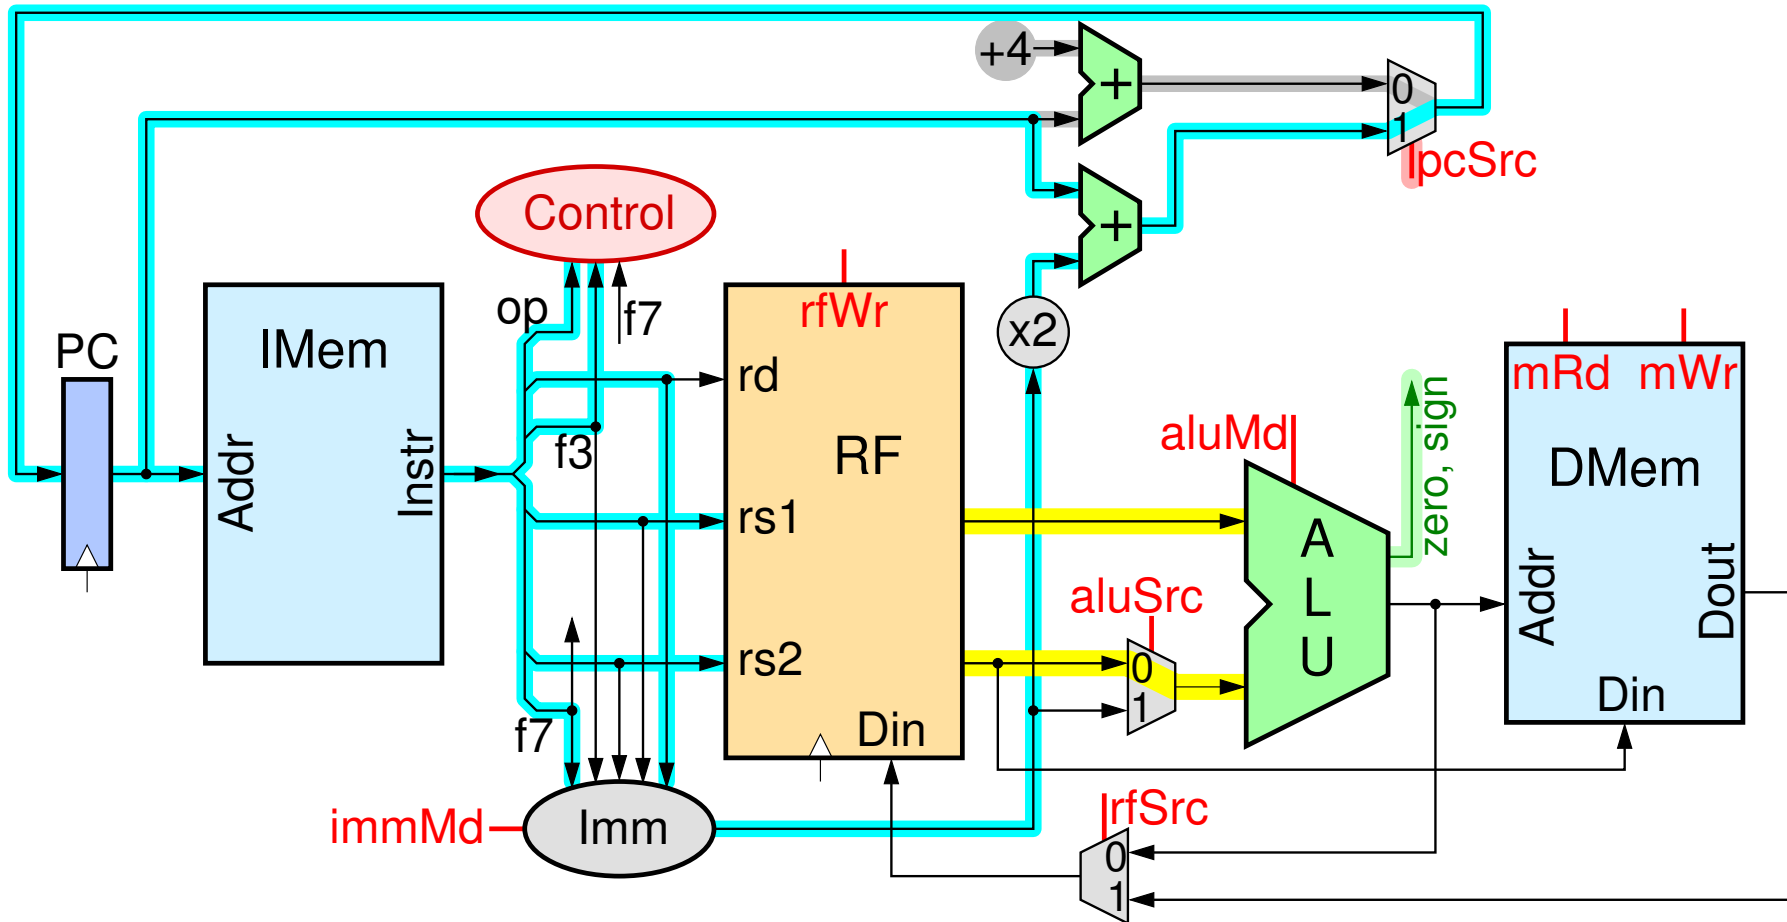 +4
+
0
1
pcSrc
Control
+
op
f7
rfWr
x2
PC
IMem
rd
mRd
mWr
aluMd
zero, sign
f3
RF
Addr
Instr
DMem
rs1
A
L
U
aluSrc
Addr
Dout
rs2
0
1
Din
f7
Din
immMd
Imm
rfSrc
0
1